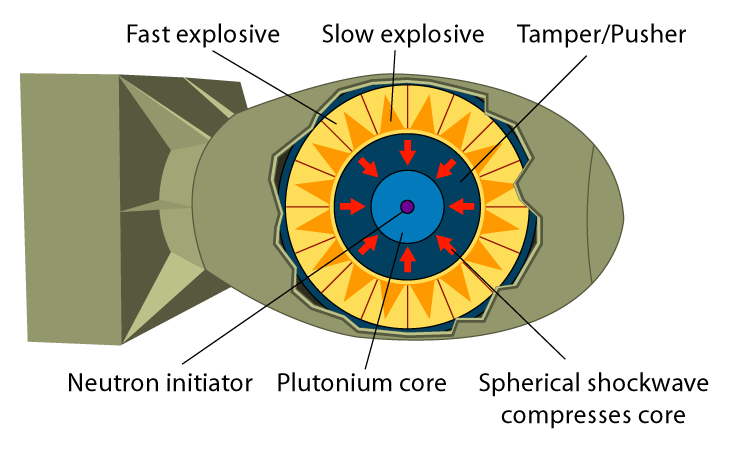 Fast explosive
Slow explosive
Tamper/Pusher
Neutron initiator
Plutonium core
Spherical shockwave
compresses core